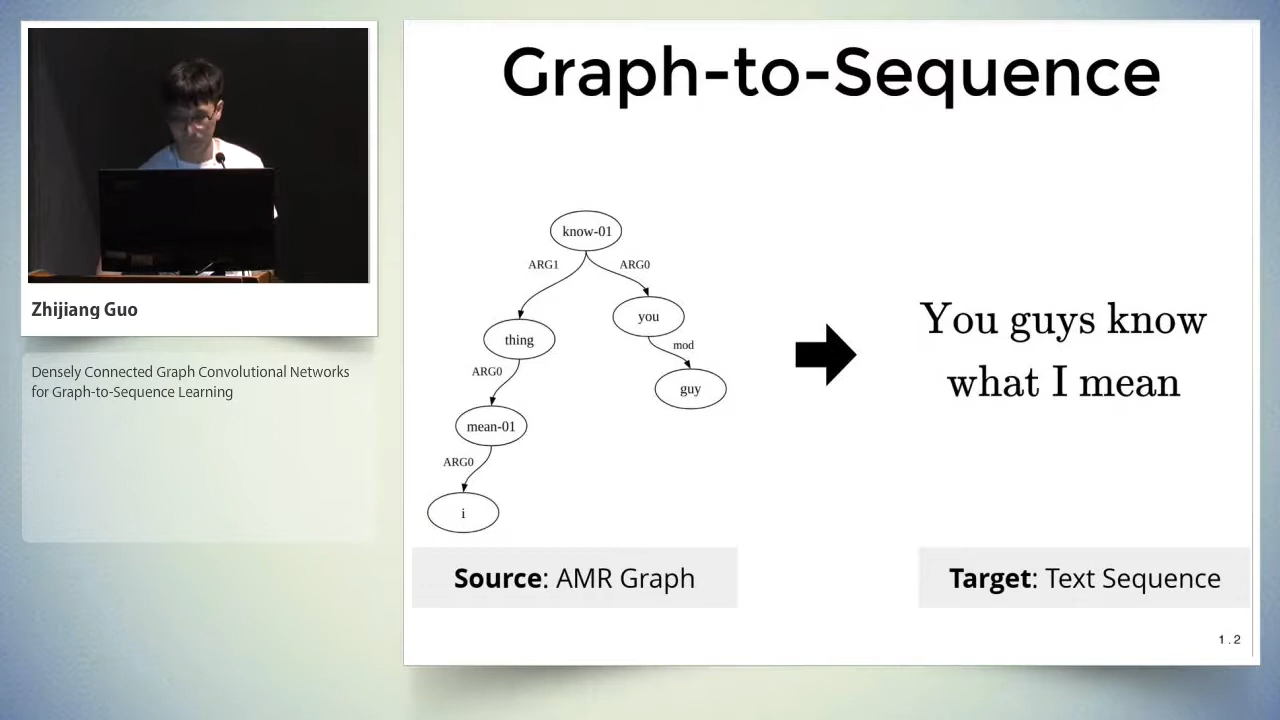 Zhijiang Guo
Densely Connected Graph Convolutional Networks
for Graph-to-Sequence Learning
Graph-to-Sequence
know-01
ARG1
ARG0
you
thing
mod
ARG0
guy
mean-01
ARG0
i
You guys know
what I mean
Source: AMR Graph
Target: Text Sequence
1.2